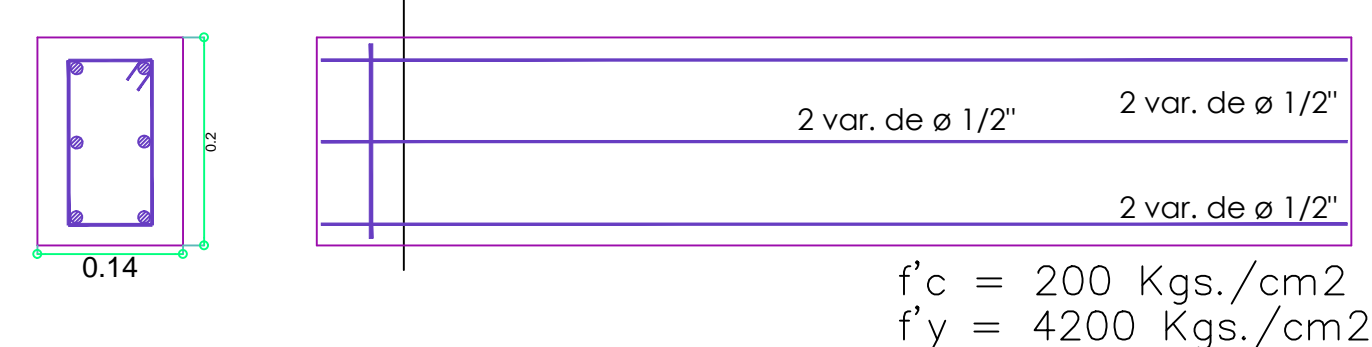 0.2
0.14
2 var. de ø 1/2"
2 var. de ø 1/2"
2 var. de ø 1/2"
f'c = 200 Kgs./cm2
f'y = 4200 Kgs./cm2